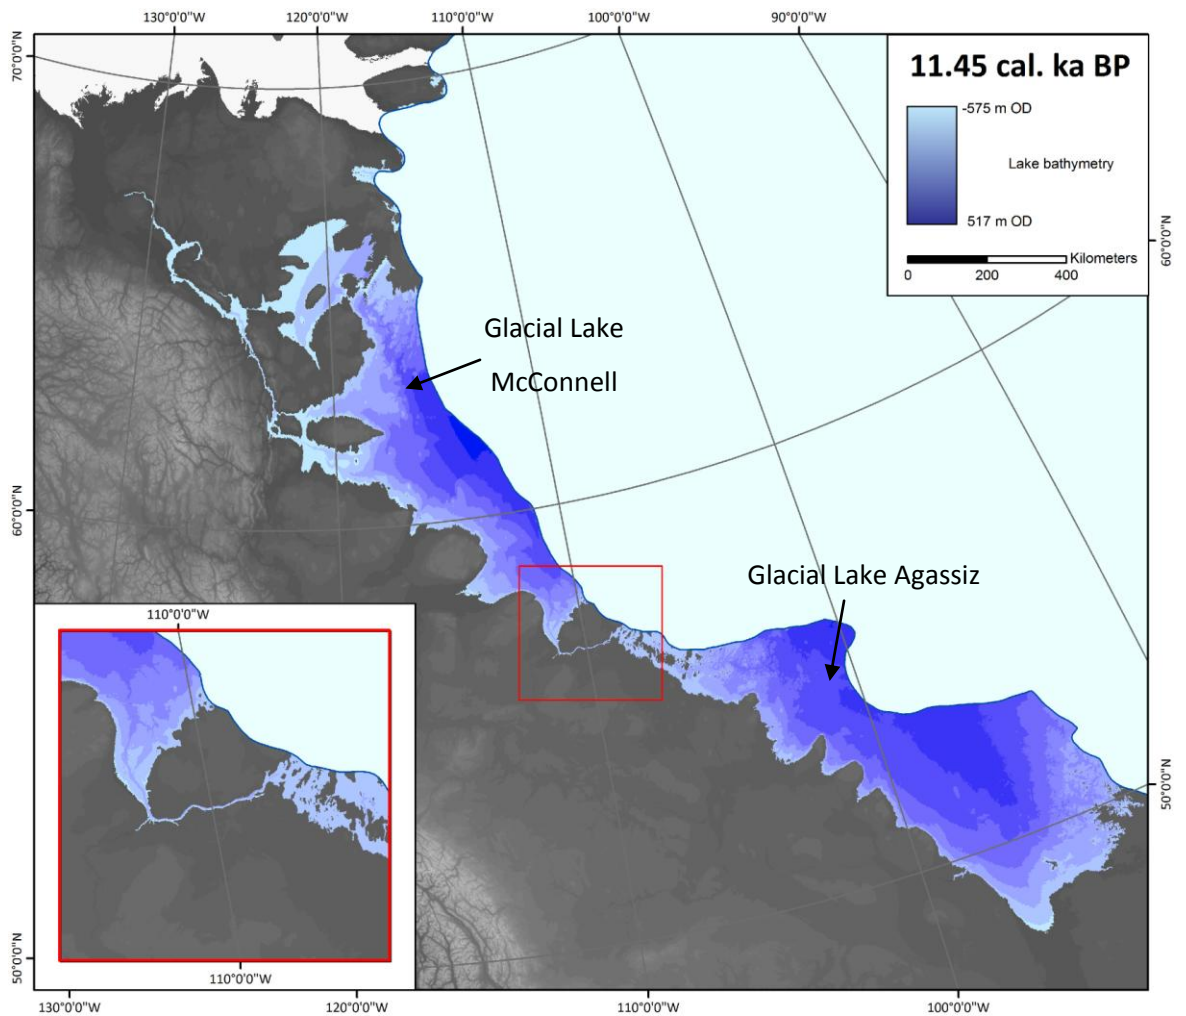 130°0'0"W
120°0'0"W
110°0'0"W
100°0'0"W
90°0'0"W
70°0'0"N
11.45 cal. ka BP
-575 m OD
Lake bathymetry
517 m OD
Kilometers
0 200 400
60°0'0"N
Glacial Lake
McConnell
60°0'0"N
Glacial Lake Agassiz
110°0'0"W
50°0'0"N
50°0'0"N
110°0'0"W
130°0'0"W
120°0'0"W
110°0'0"W
100°0'0"W